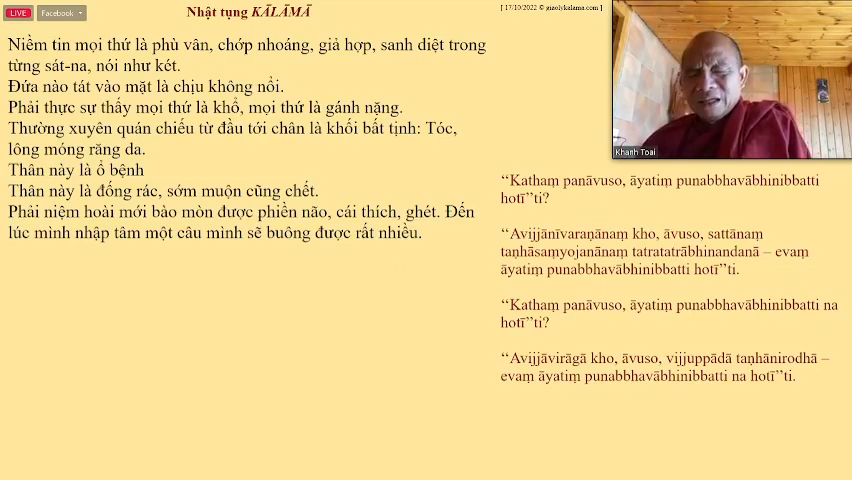 LIVE
Facebook
Nhật tụng KĀLĀMĀ
[ 17/10/2022 © giaolykalama.com ]
Niềm tin mọi thứ là phù vân, chớp nhoáng, giả hợp, sanh diệt trong
từng sát-na, nói như két.
Đứa nào tát vào mặt là chịu không nổi.
Phải thực sự thấy mọi thứ là khổ, mọi thứ là gánh nặng.
Thường xuyên quán chiếu từ đầu tới chân là khối bất tịnh: Tóc,
lông móng răng da.
Thân này là ổ bệnh
Thân này là đống rác, sớm muộn cũng chết.
Phải niệm hoài mới bào mòn được phiền não, cái thích, ghét. Đến
lúc mình nhập tâm một câu mình sẽ buông được rất nhiều.
Khanh Toai
“Kathaṃ panāvuso, āyatiṃ punabbhavābhinibbatti
hotī”ti?
“Avijjānīvaraṇānaṃ kho, āvuso, sattānaṃ
taṇhāsaṃyojanānaṃ tatratatrābhinandanā – evaṃ
āyatiṃ punabbhavābhinibbatti hotī”ti.
“Kathaṃ panāvuso, āyatiṃ punabbhavābhinibbatti na
hotī”ti?
“Avijjāvirāgā kho, āvuso, vijjuppādā taṇhānirodhā –
evaṃ āyatiṃ punabbhavābhinibbatti na hotī”ti.